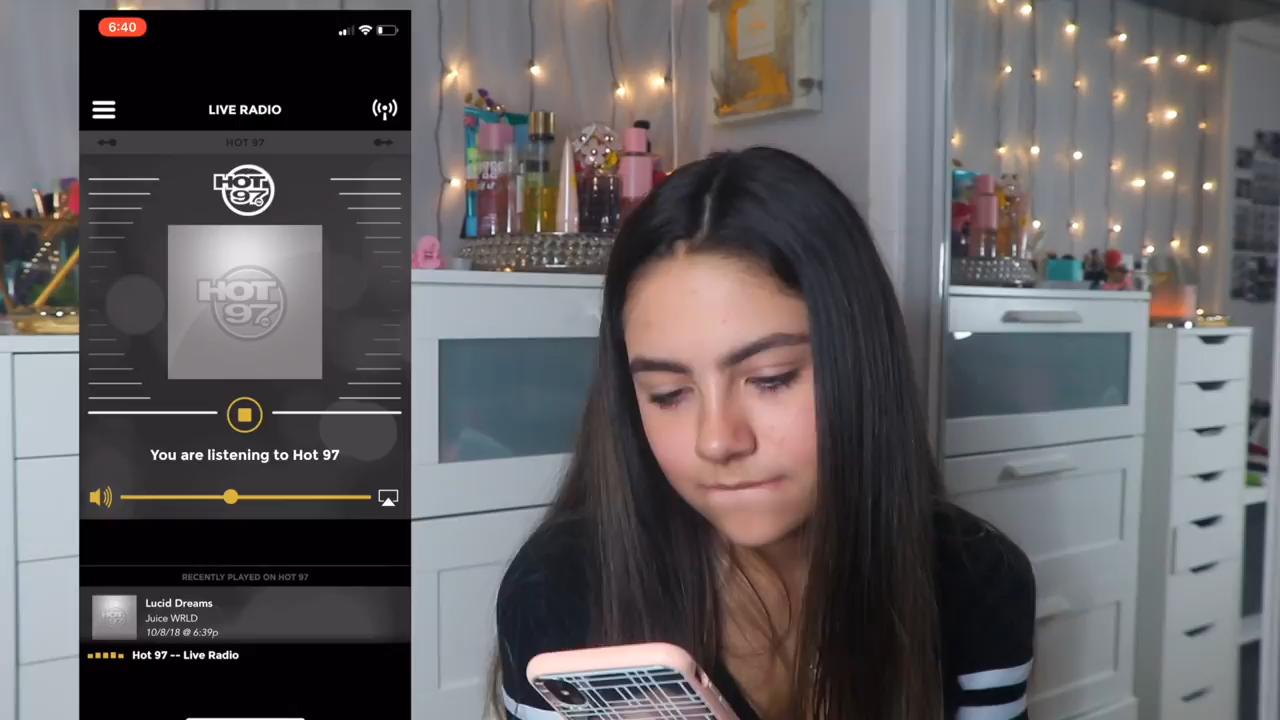 6:40
LIVE RADIO
HOT 97
HOT
97
HOT
97
You are listening to Hot 97
RECENTLY PLAYED ON HOT 97
Lucid Dreams
Juice WRLD
10/8/18 @ 6:39p
Hot 97 -- Live Radio